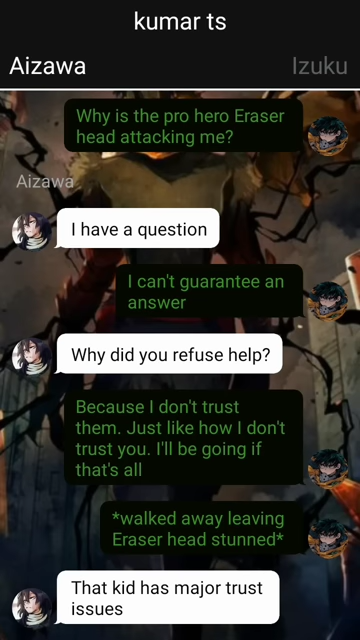 kumar ts
Aizawa
Izuku
Why is the pro hero Eraser
head attacking me?
Aizawa
I have a question
I can't guarantee an
answer
Why did you refuse help?
Because I don't trust
them. Just like how I don't
trust you. I'll be going if
that's all
*walked away leaving
Eraser head stunned*
That kid has major trust
issues